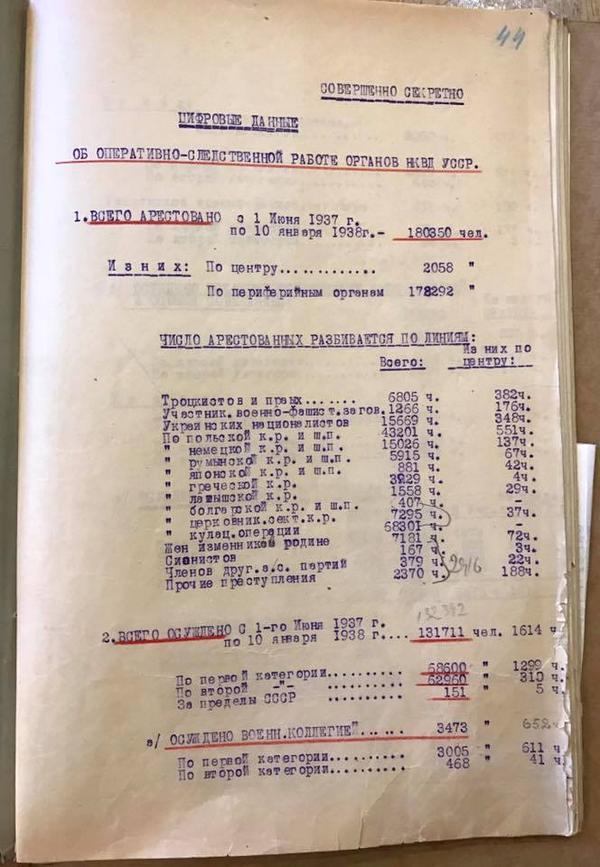 44
СОВЕРШЕННО СЕКРЕТНО
ЦИФРОВЫЕ ДАННЫЕ
ОБ ОПЕРАТИВНО-СЛЕДСТВЕННОЙ РАБОТЕ ОРГАНОВ НКВД УССР.
1. ВСЕГО АРЕСТОВАНО с 1 Июня 1937 г.
по 10 января 1938г.- 180350 чел.
Из них: По центру............. 2058 "
По периферийным органам 178292 "
ЧИСЛО АРЕСТОВАННЫХ РАЗБИВАЕТСЯ ПО ЛИНИЯМ:
Всего: Из них по центру:
Троцкистов и правых....... 6805 ч. 382ч.
Участник.военно-фашист.загов. 1266 ч. 176ч.
Украинских националистов 15669 ч. 348ч.
По польской к.р. и ш.п. 43201 ч. 551ч.
" немецкой к.р. и ш.п. 15026 ч. 137ч.
" румынской к.р. и ш.п. 5915 ч. 67ч.
" японской к.р. и ш.п. 881 ч. 42ч.
" греческой к.р. 3929 ч. 4ч.
" латышской к.р. 1558 ч. 29ч.
" болгарской к.р. и ш.п. 407 ч. -
" церковник.сект.к.р. 7295 ч. 37ч.
" кулац.операции 68301 ч. -
Жен изменников родине 7181 ч. 72ч.
Сионистов 167 ч. 3ч.
Членов друг.а/с. партий 379 ч. 22ч.
Прочие преступления 2370 ч. 188ч.
2916
132342
2. ВСЕГО ОСУЖДЕНО С 1-го Июня 1937 г.
по 10 января 1938 г.... 131711 чел. 1614 ч.
По первой категории......... 68600 " 1299 ч.
По второй -"- ......... 62960 " 310 ч.
За пределы СССР ......... 151 " 5 ч.
а/ ОСУЖДЕНО ВОЕНН.КОЛЛЕГИЕЙ...... 3473 " 652 ч
По первой категории.......... 3005 " 611 ч
По второй категории.......... 468 " 41 ч.